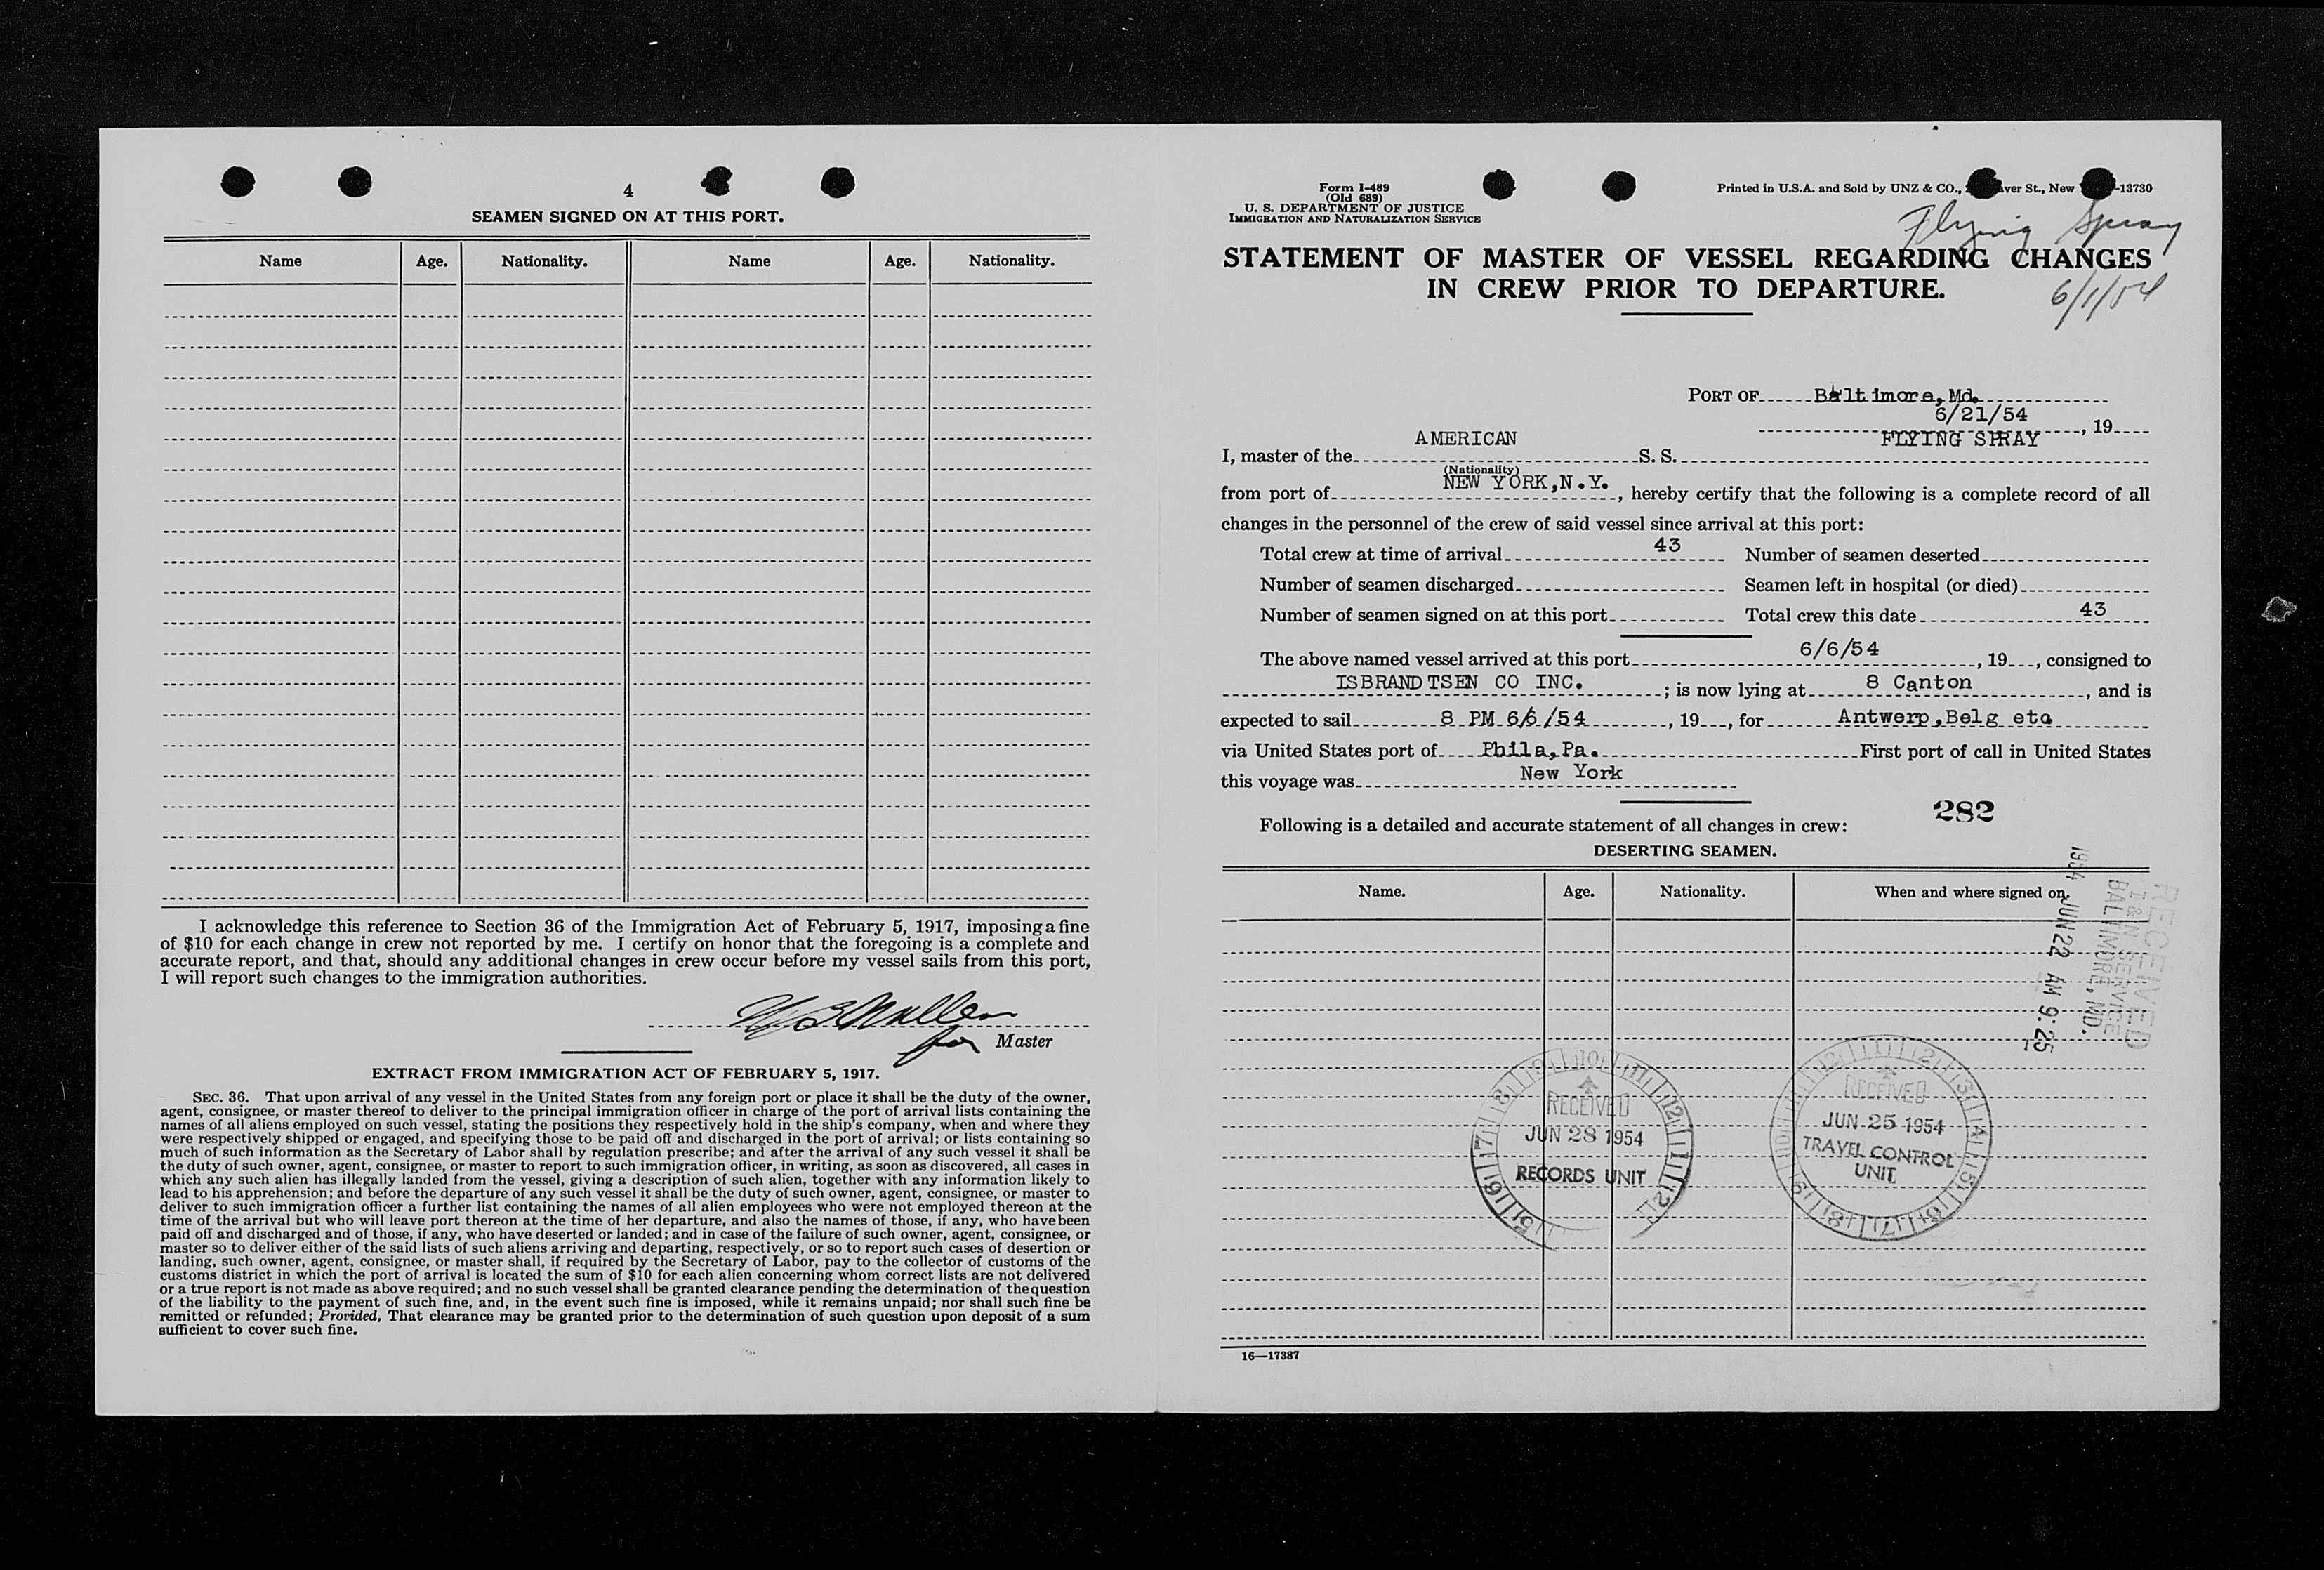 4
SEAMEN SIGNED ON AT THIS PORT.
Name Age. Nationality. Name Age. Nationality.
I acknowledge this reference to Section 36 of the Immigration Act of February 5, 1917, imposing a fine
of $10 for each change in crew not reported by me. I certify on honor that the foregoing is a complete and
accurate report, and that, should any additional changes in crew occur before my vessel sails from this port,
I will report such changes to the immigration authorities.
for Master
EXTRACT FROM IMMIGRATION ACT OF FEBRUARY 5, 1917.
SEC. 36. That upon arrival of any vessel in the United States from any foreign port or place it shall be the duty of the owner,
agent, consignee, or master thereof to deliver to the principal immigration officer in charge of the port of arrival lists containing the
names of all aliens employed on such vessel, stating the positions they respectively hold in the ship's company, when and where they
were respectively shipped or engaged, and specifying those to be paid off and discharged in the port of arrival; or lists containing so
much of such information as the Secretary of Labor shall by regulation prescribe; and after the arrival of any such vessel it shall be
the duty of such owner, agent, consignee, or master to report to such immigration officer, in writing, as soon as discovered, all cases in
which any such alien has illegally landed from the vessel, giving a description of such alien, together with any information likely to
lead to his apprehension; and before the departure of any such vessel it shall be the duty of such owner, agent, consignee, or master to
deliver to such immigration officer a further list containing the names of all alien employees who were not employed thereon at the
time of the arrival but who will leave port thereon at the time of her departure, and also the names of those, if any, who have been
paid off and discharged and of those, if any, who have deserted or landed; and in case of the failure of such owner, agent, consignee, or
master so to deliver either of the said lists of such aliens arriving and departing, respectively, or so to report such cases of desertion or
landing, such owner, agent, consignee, or master shall, if required by the Secretary of Labor, pay to the collector of customs of the
customs district in which the port of arrival is located the sum of $10 for each alien concerning whom correct lists are not delivered
or a true report is not made as above required; and no such vessel shall be granted clearance pending the determination of the question
of the liability to the payment of such fine, and, in the event such fine is imposed, while it remains unpaid; nor shall such fine be
remitted or refunded; Provided, That clearance may be granted prior to the determination of such question upon deposit of a sum
sufficient to cover such fine.
Form I-489
(Old 689)
U. S. DEPARTMENT OF JUSTICE
IMMIGRATION AND NATURALIZATION SERVICE
Printed in U.S.A. and Sold by UNZ & CO., ver St., New -13730
Flying Spray
STATEMENT OF MASTER OF VESSEL REGARDING CHANGES
IN CREW PRIOR TO DEPARTURE.
6/1/54
PORT OF Baltimore, Md.
6/21/54 , 19
I, master of the AMERICAN S. S. FLYING SPRAY
(Nationality)
from port of NEW YORK, N.Y. , hereby certify that the following is a complete record of all
changes in the personnel of the crew of said vessel since arrival at this port:
Total crew at time of arrival 43 Number of seamen deserted
Number of seamen discharged Seamen left in hospital (or died)
Number of seamen signed on at this port Total crew this date 43
The above named vessel arrived at this port 6/6/54 , 19 , consigned to
ISBRANDTSEN CO INC. ; is now lying at 8 Canton , and is
expected to sail 8 PM 6/6/54 , 19 , for Antwerp, Belg etc
via United States port of Phila, Pa. First port of call in United States
this voyage was New York
282
Following is a detailed and accurate statement of all changes in crew:
DESERTING SEAMEN.
Name. Age. Nationality. When and where signed on.
RECEIVED
I & N SERVICE
BALTIMORE, MD.
1954 JUN 22 AM 9:25
RECEIVED
JUN 28 1954
RECORDS UNIT
RECEIVED
JUN 25 1954
TRAVEL CONTROL
UNIT
16—17387